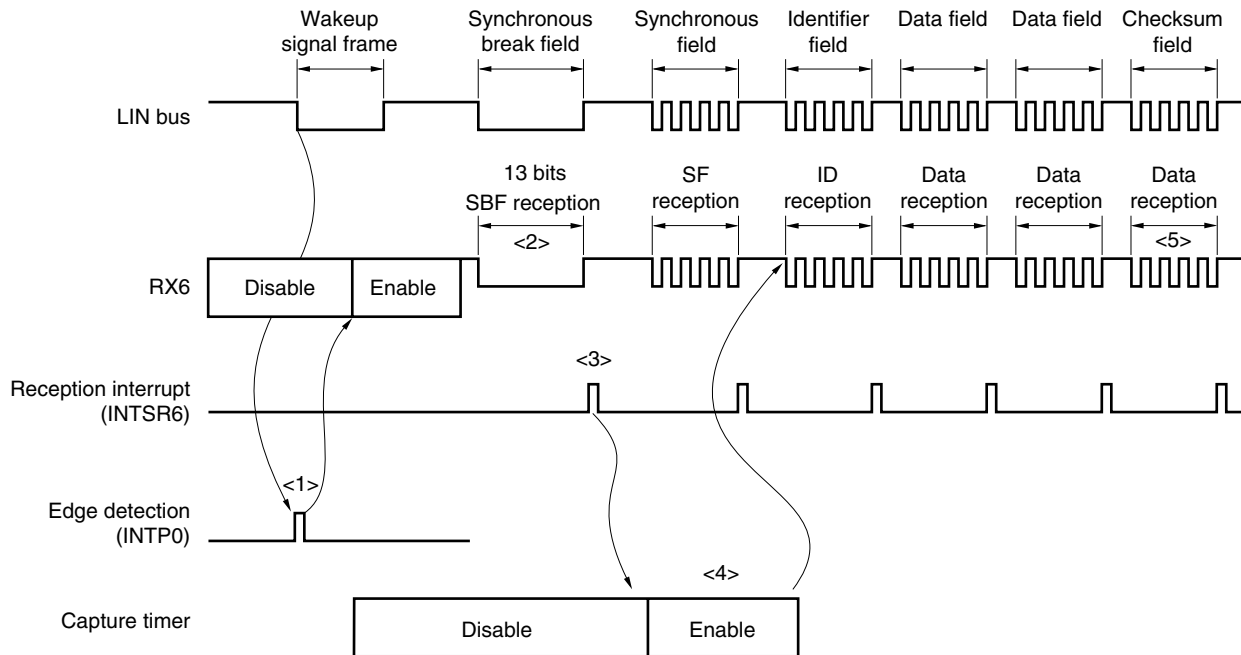 Wakeup
signal frame
Synchronous
break field
Synchronous
field
Identifier
field
Data field
Data field
Checksum
field
LIN bus
13 bits
SBF reception
<2>
SF
reception
ID
reception
Data
reception
Data
reception
Data
reception
<5>
RX6
Disable
Enable
Reception interrupt
(INTSR6)
<3>
Edge detection
(INTP0)
<1>
Capture timer
Disable
Enable
<4>